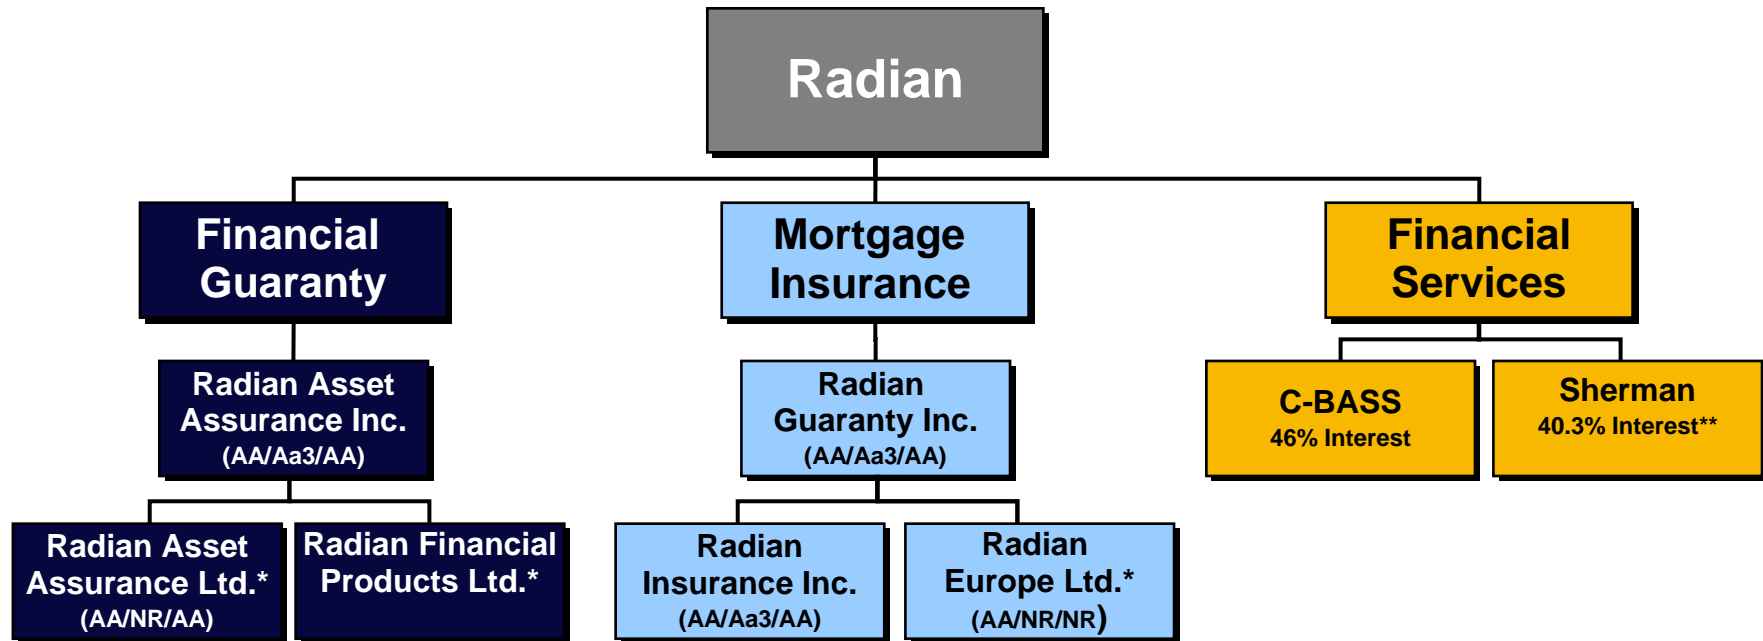 Radian
Financial
Guaranty
Mortgage
Insurance
Financial
Services
Radian Asset
Assurance Inc.
(AA/Aa3/AA)
Radian
Guaranty Inc.
(AA/Aa3/AA)
C-BASS
46% Interest
Sherman
40.3% Interest**
Radian Asset
Assurance Ltd.*
(AA/NR/AA)
Radian Financial
Products Ltd.*
Radian
Insurance Inc.
(AA/Aa3/AA)
Radian
Europe Ltd.*
(AA/NR/NR)